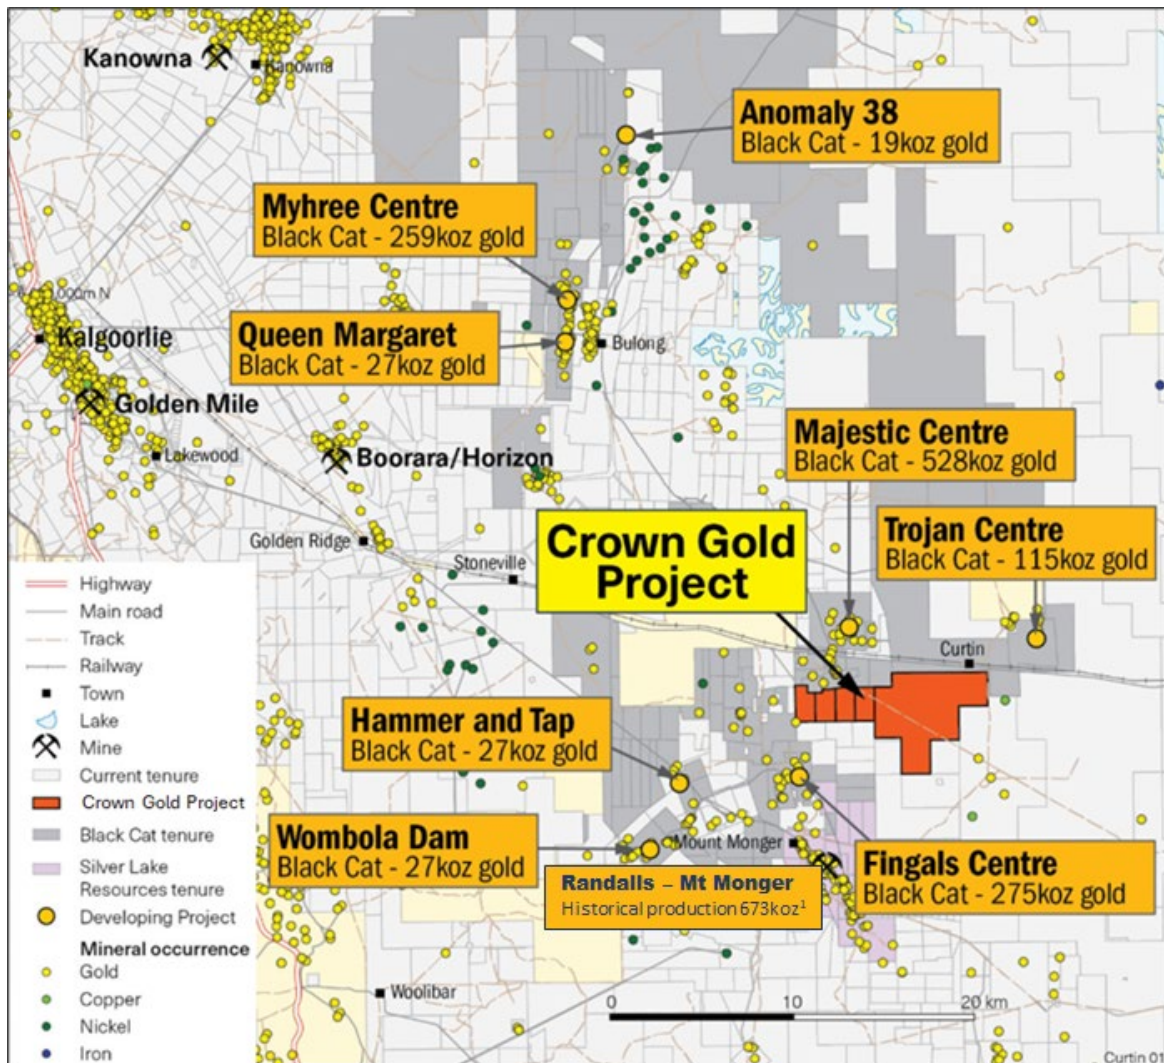 Kanowna
Kanowna
Anomaly 38
Black Cat - 19koz gold
Myhree Centre
Black Cat - 259koz gold
000m N
Kalgoorlie
Queen Margaret
Black Cat - 27koz gold
Bulong
Golden Mile
Lakewood
Boorara/Horizon
Majestic Centre
Black Cat - 528koz gold
Golden Ridge
Stoneville
Crown Gold
Project
Trojan Centre
Black Cat - 115koz gold
Curtin
Hammer and Tap
Black Cat - 27koz gold
Wombola Dam
Black Cat - 27koz gold
Mount Monger
Randalls – Mt Monger
Historical production 673koz¹
Fingals Centre
Black Cat - 275koz gold
Woolibar
0 10 20 km
Curtin 0
Highway
Main road
Track
Railway
Town
Lake
Mine
Current tenure
Crown Gold Project
Black Cat tenure
Silver Lake
Resources tenure
Developing Project
Mineral occurrence
Gold
Copper
Nickel
Iron